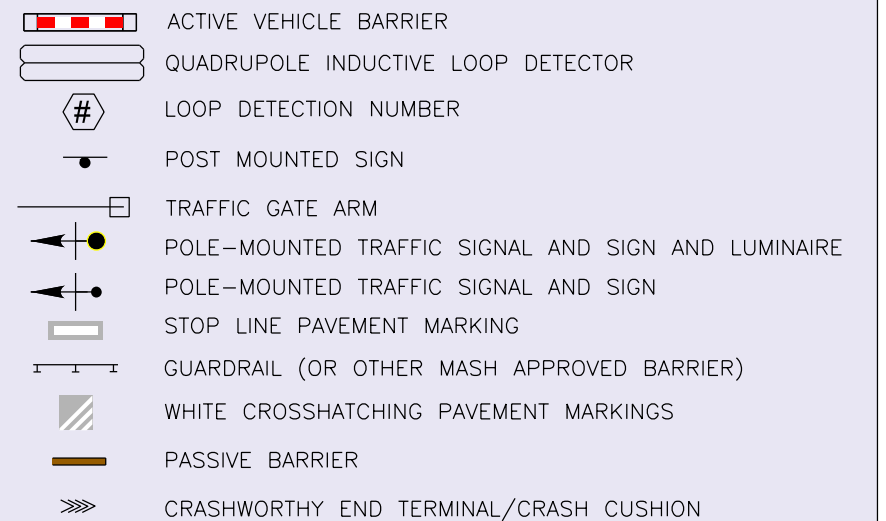 ACTIVE VEHICLE BARRIER
QUADRUPOLE INDUCTIVE LOOP DETECTOR
# LOOP DETECTION NUMBER
POST MOUNTED SIGN
TRAFFIC GATE ARM
POLE-MOUNTED TRAFFIC SIGNAL AND SIGN AND LUMINAIRE
POLE-MOUNTED TRAFFIC SIGNAL AND SIGN
STOP LINE PAVEMENT MARKING
GUARDRAIL (OR OTHER MASH APPROVED BARRIER)
WHITE CROSSHATCHING PAVEMENT MARKINGS
PASSIVE BARRIER
CRASHWORTHY END TERMINAL/CRASH CUSHION